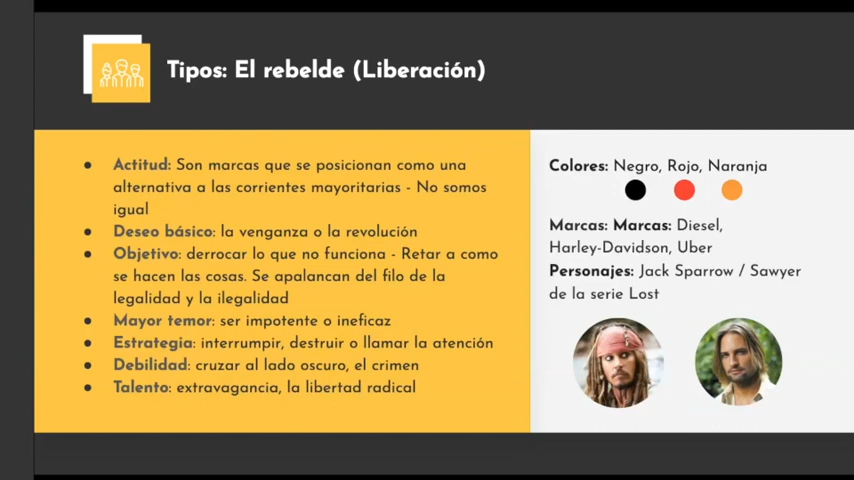 Tipos: El rebelde (Liberación)
● Actitud: Son marcas que se posicionan como una
alternativa a las corrientes mayoritarias - No somos
igual
● Deseo básico: la venganza o la revolución
● Objetivo: derrocar lo que no funciona - Retar a como
se hacen las cosas. Se apalancan del filo de la
legalidad y la ilegalidad
● Mayor temor: ser impotente o ineficaz
● Estrategia: interrumpir, destruir o llamar la atención
● Debilidad: cruzar al lado oscuro, el crimen
● Talento: extravagancia, la libertad radical
Colores: Negro, Rojo, Naranja
Marcas: Marcas: Diesel,
Harley-Davidson, Uber
Personajes: Jack Sparrow / Sawyer
de la serie Lost